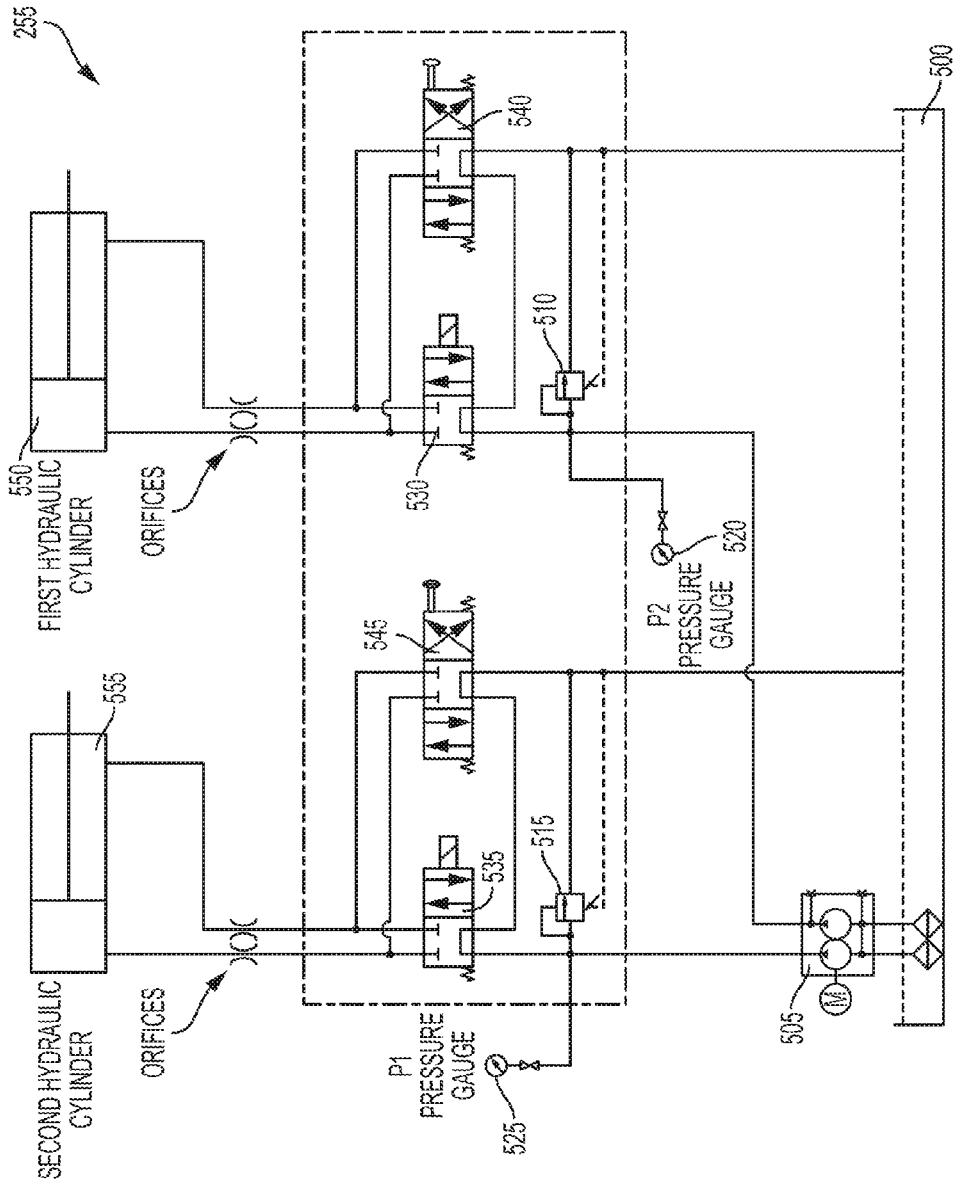 255
SECOND HYDRAULIC
CYLINDER
555
FIRST HYDRAULIC
CYLINDER
550
ORIFICES
ORIFICES
P1
PRESSURE
GAUGE
525
535
545
530
540
515
510
P2
PRESSURE
GAUGE
520
505
M
500